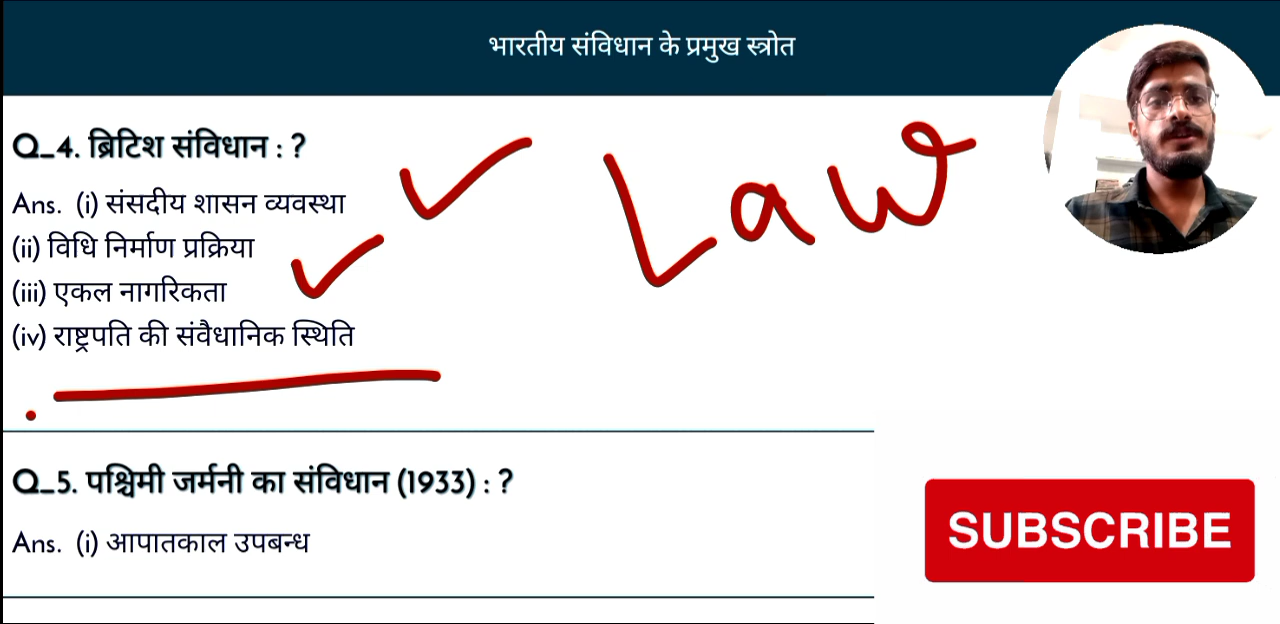 भारतीय संविधान के प्रमुख स्त्रोत
Q_4. ब्रिटिश संविधान : ?
Ans. (i) संसदीय शासन व्यवस्था
(ii) विधि निर्माण प्रक्रिया
(iii) एकल नागरिकता
(iv) राष्ट्रपति की संवैधानिक स्थिति
Law
Q_5. पश्चिमी जर्मनी का संविधान (1933) : ?
Ans. (i) आपातकाल उपबन्ध
SUBSCRIBE